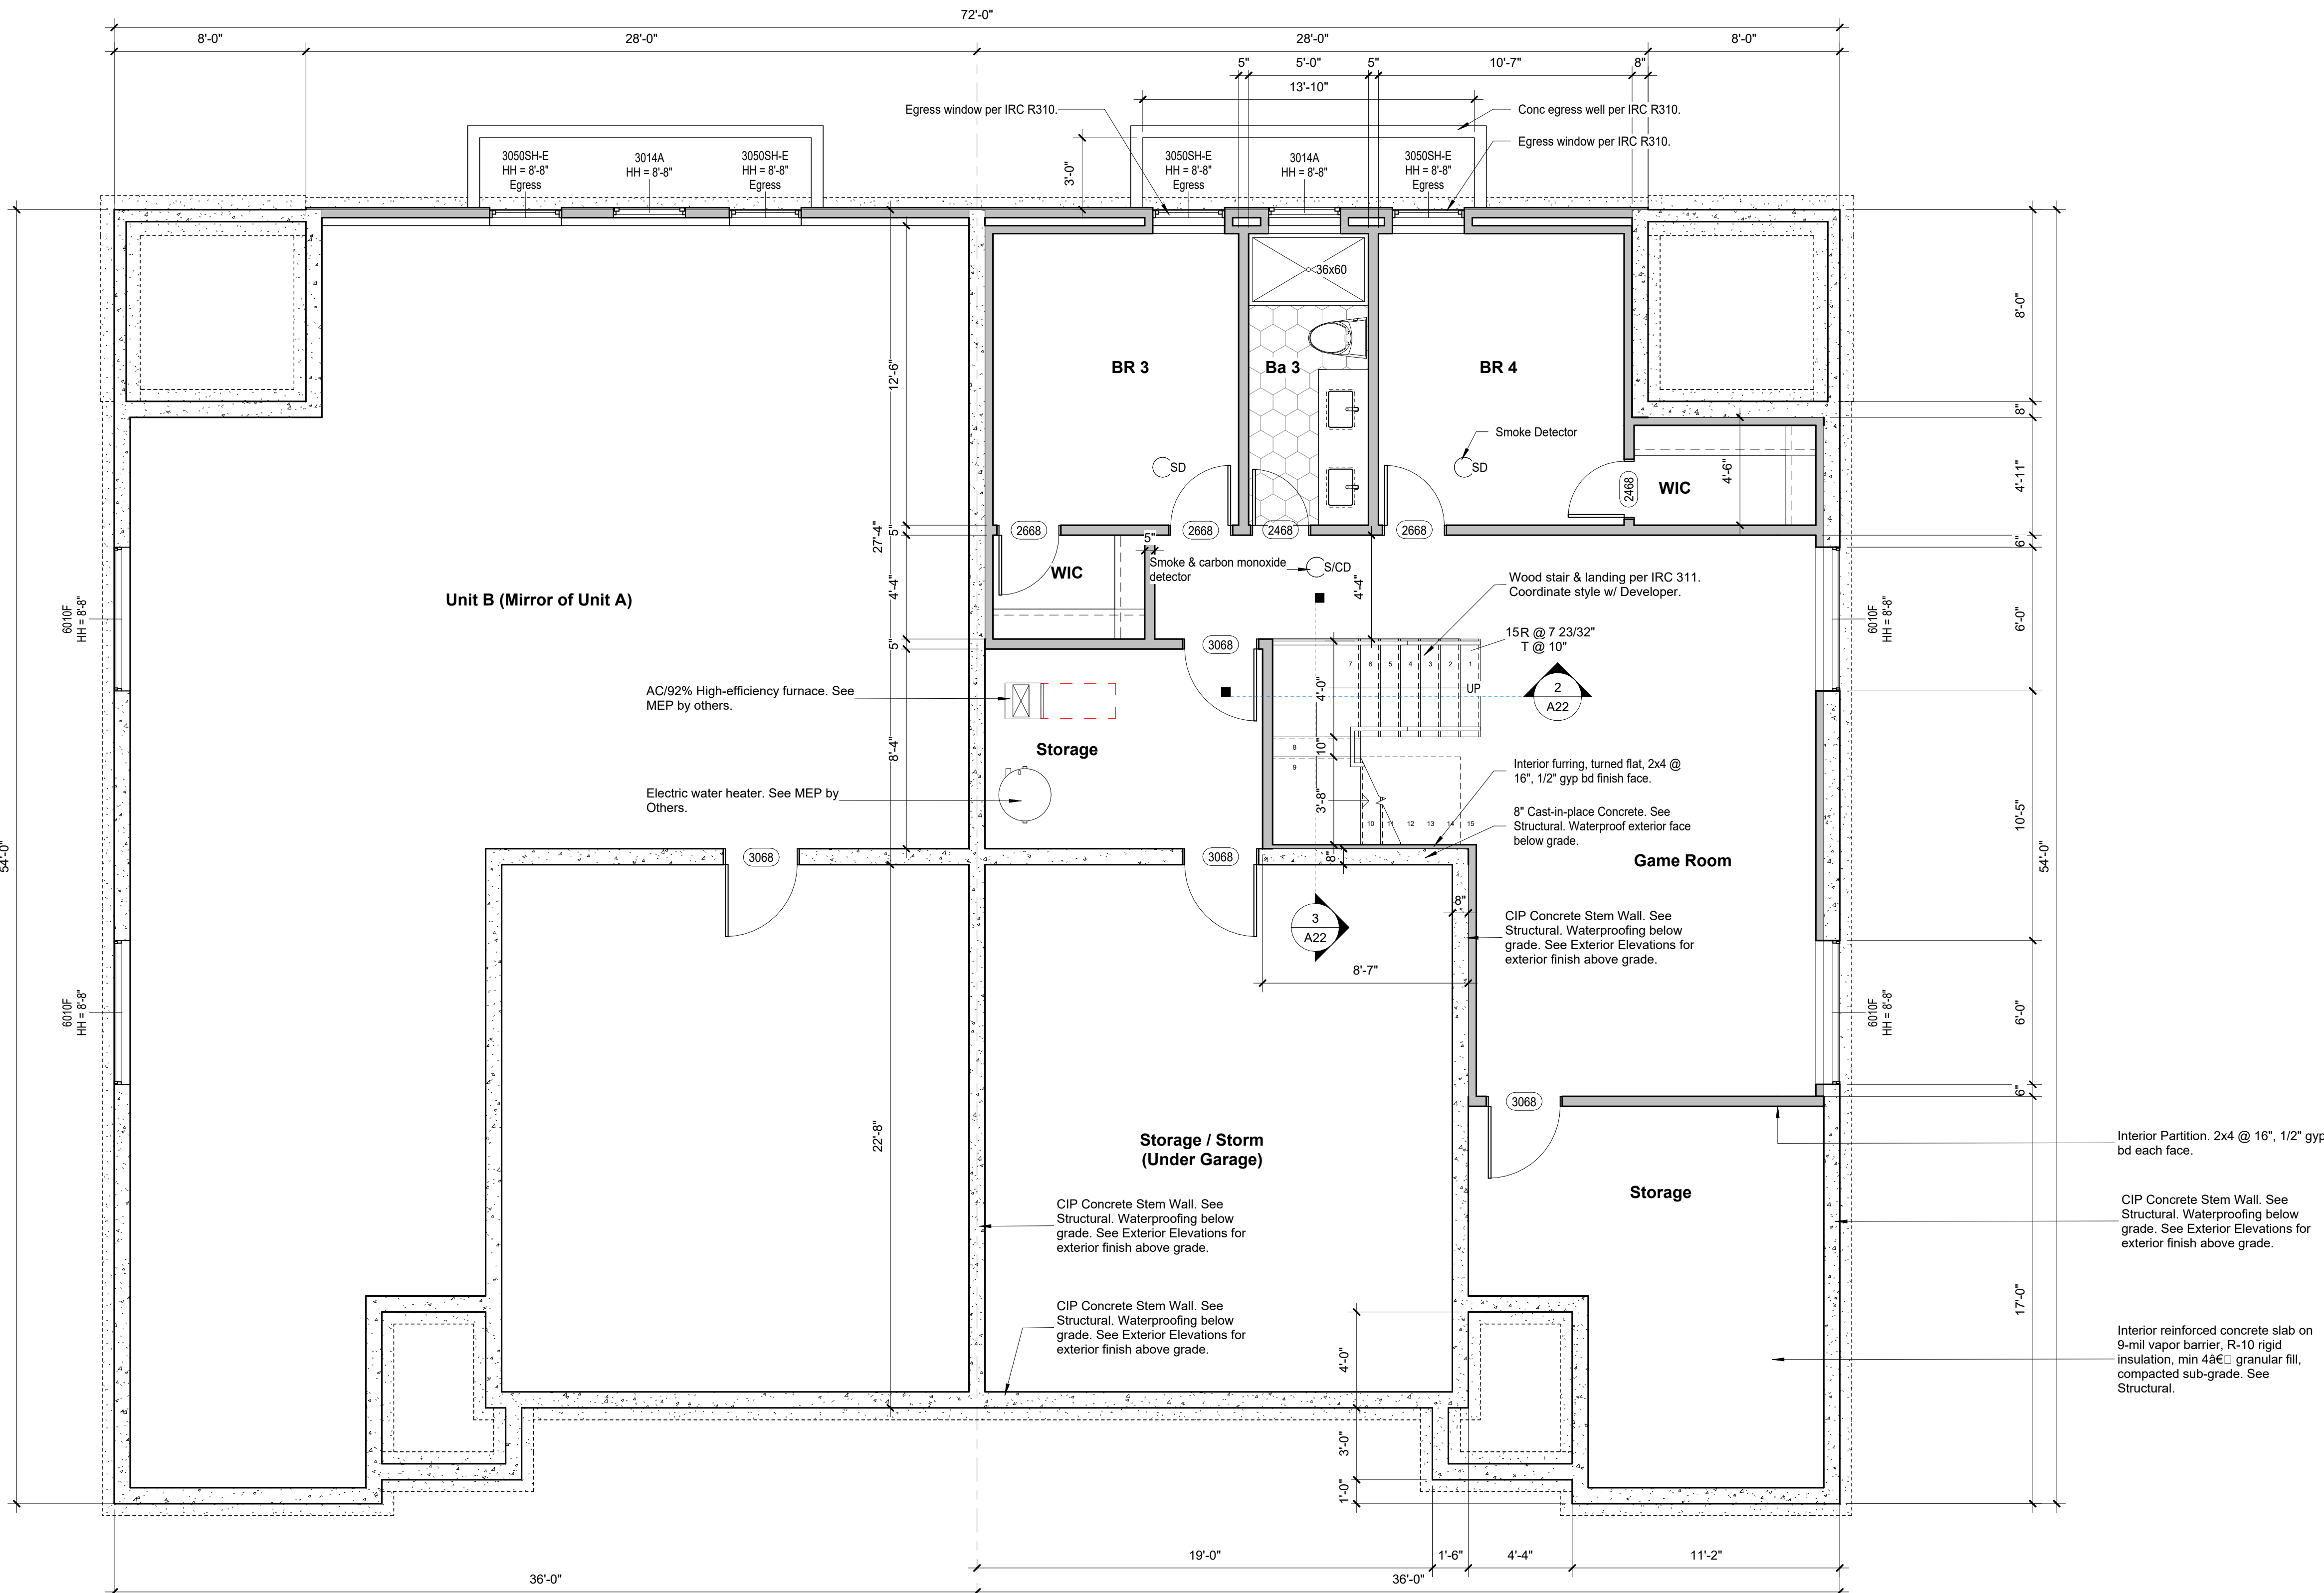 72'-0"
8'-0"
28'-0"
28'-0"
8'-0"
5"
5'-0"
5"
10'-7"
8"
13'-10"
Egress window per IRC R310.
Conc egress well per IRC R310.
Egress window per IRC R310.
3050SH-E
HH = 8'-8"
Egress
3014A
HH = 8'-8"
3050SH-E
HH = 8'-8"
Egress
3'-0"
3050SH-E
HH = 8'-8"
Egress
3014A
HH = 8'-8"
3050SH-E
HH = 8'-8"
Egress
36x60
8'-0"
BR 3
Ba 3
BR 4
12'-6"
8"
Smoke Detector
SD
SD
4'-6"
4'-11"
WIC
2468
2668
2668
2468
2668
27'-4"
5"
5"
6"
Smoke & carbon monoxide
detector
S/CD
WIC
4'-4"
4'-4"
Wood stair & landing per IRC 311.
Coordinate style w/ Developer.
Unit B (Mirror of Unit A)
6010F
HH = 8'-8"
6010F
HH = 8'-8"
6'-0"
15R @ 7 23/32"
T @ 10"
5"
3068
7
6
5
4
3
2
1
UP
4'-0"
2
A22
AC/92% High-efficiency furnace. See
MEP by others.
Storage
8'-4"
10"
8
9
Interior furring, turned flat, 2x4 @
16", 1/2" gyp bd finish face.
Electric water heater. See MEP by
Others.
3'-8"
10
11
12
13
14
15
8" Cast-in-place Concrete. See
Structural. Waterproof exterior face
below grade.
10'-5"
54'-0"
54'-0"
3068
3068
8"
Game Room
8"
3
A22
CIP Concrete Stem Wall. See
Structural. Waterproofing below
grade. See Exterior Elevations for
exterior finish above grade.
8'-7"
6010F
HH = 8'-8"
6010F
HH = 8'-8"
6'-0"
6"
3068
22'-8"
Storage / Storm
(Under Garage)
Interior Partition. 2x4 @ 16", 1/2" gyp
bd each face.
Storage
CIP Concrete Stem Wall. See
Structural. Waterproofing below
grade. See Exterior Elevations for
exterior finish above grade.
CIP Concrete Stem Wall. See
Structural. Waterproofing below
grade. See Exterior Elevations for
exterior finish above grade.
17'-0"
CIP Concrete Stem Wall. See
Structural. Waterproofing below
grade. See Exterior Elevations for
exterior finish above grade.
4'-0"
Interior reinforced concrete slab on
9-mil vapor barrier, R-10 rigid
insulation, min 4â€□ granular fill,
compacted sub-grade. See
Structural.
3'-0"
1'-0"
19'-0"
1'-6"
4'-4"
11'-2"
36'-0"
36'-0"